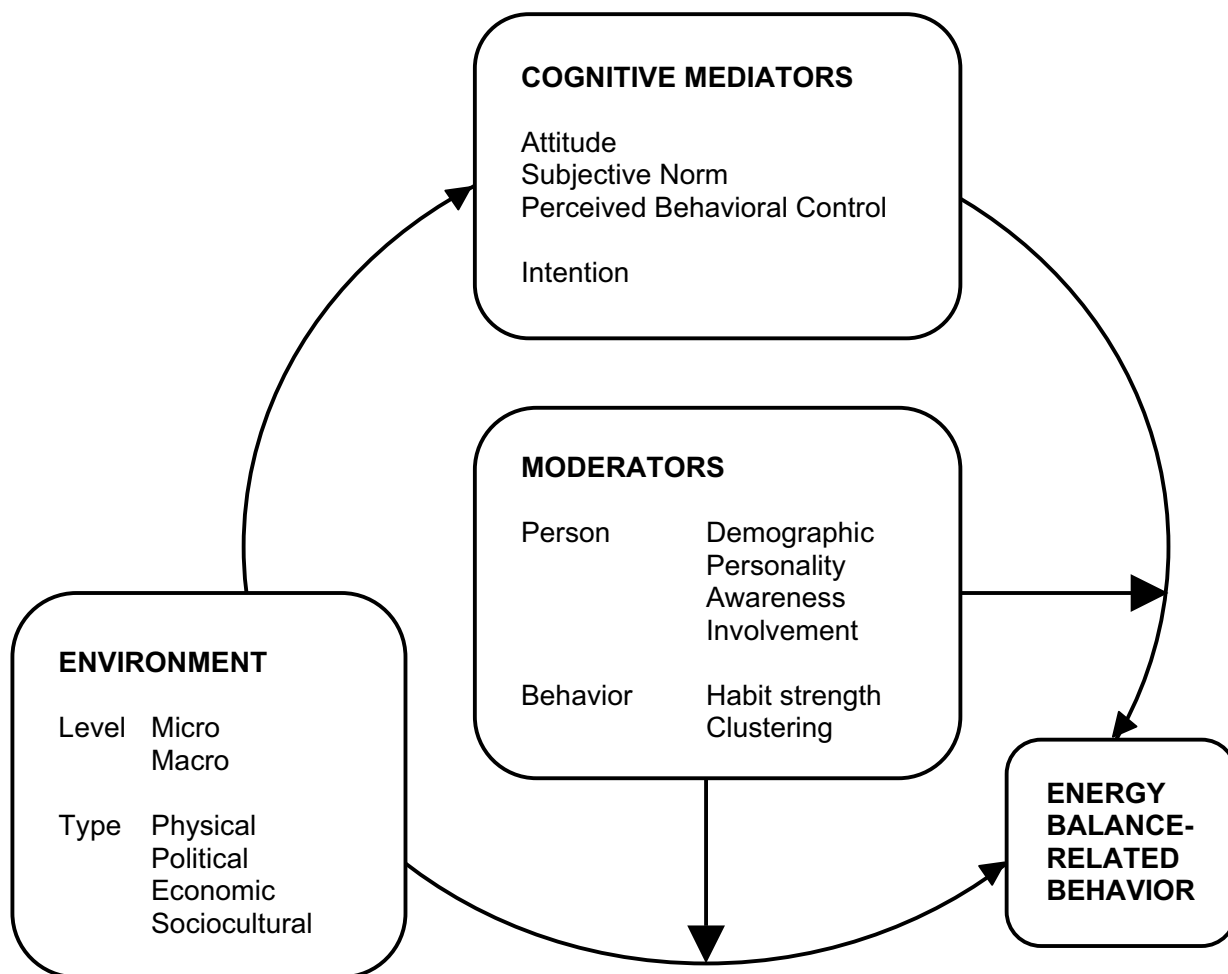 COGNITIVE MEDIATORS
Attitude
Subjective Norm
Perceived Behavioral Control
Intention
MODERATORS
Person Demographic
Personality
Awareness
Involvement
Behavior Habit strength
Clustering
ENVIRONMENT
Level Micro
Macro
Type Physical
Political
Economic
Sociocultural
ENERGY
BALANCE-
RELATED
BEHAVIOR